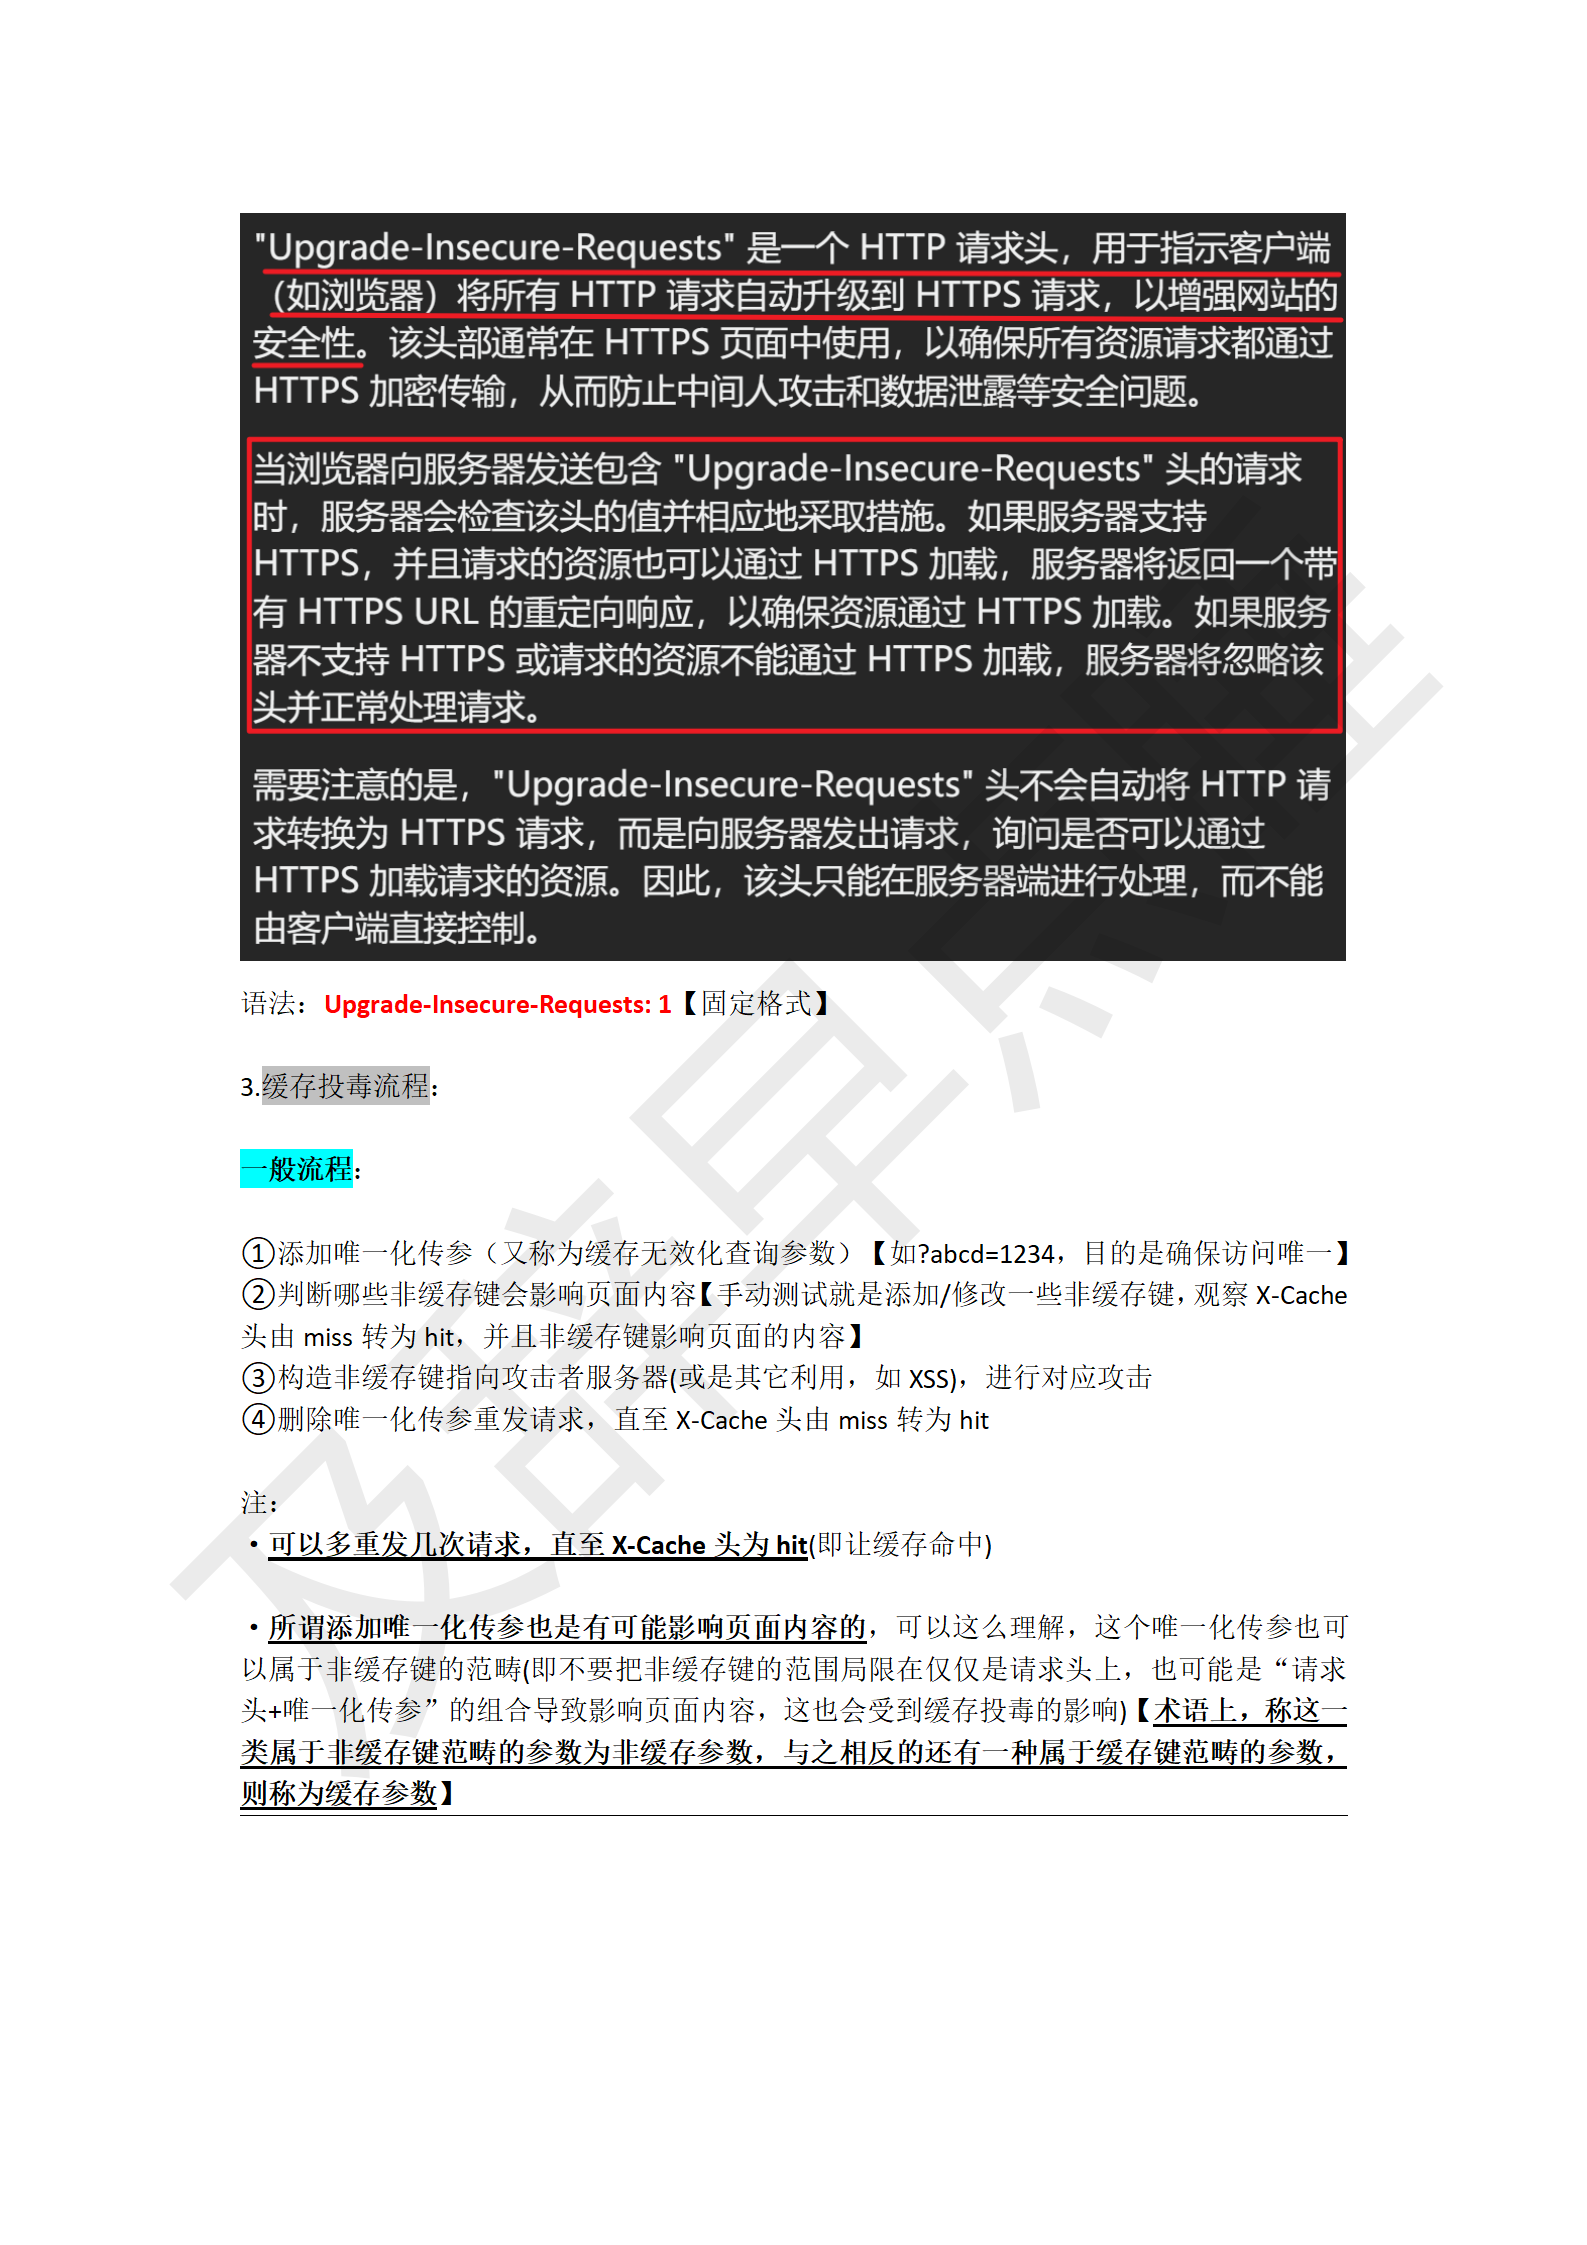 "Upgrade-Insecure-Requests" 是一个 HTTP 请求头，用于指示客户端
（如浏览器）将所有 HTTP 请求自动升级到 HTTPS 请求，以增强网站的
安全性。该头部通常在 HTTPS 页面中使用，以确保所有资源请求都通过
HTTPS 加密传输，从而防止中间人攻击和数据泄露等安全问题。
当浏览器向服务器发送包含 "Upgrade-Insecure-Requests" 头的请求
时，服务器会检查该头的值并相应地采取措施。如果服务器支持
HTTPS，并且请求的资源也可以通过 HTTPS 加载，服务器将返回一个带
有 HTTPS URL 的重定向响应，以确保资源通过 HTTPS 加载。如果服务
器不支持 HTTPS 或请求的资源不能通过 HTTPS 加载，服务器将忽略该
头并正常处理请求。
需要注意的是，"Upgrade-Insecure-Requests" 头不会自动将 HTTP 请
求转换为 HTTPS 请求，而是向服务器发出请求，询问是否可以通过
HTTPS 加载请求的资源。因此，该头只能在服务器端进行处理，而不能
由客户端直接控制。
语法：Upgrade-Insecure-Requests: 1【固定格式】
3.缓存投毒流程：
一般流程：
①添加唯一化传参（又称为缓存无效化查询参数）【如?abcd=1234，目的是确保访问唯一】
②判断哪些非缓存键会影响页面内容【手动测试就是添加/修改一些非缓存键，观察 X-Cache
头由 miss 转为 hit，并且非缓存键影响页面的内容】
③构造非缓存键指向攻击者服务器(或是其它利用，如 XSS)，进行对应攻击
④删除唯一化传参重发请求，直至 X-Cache 头由 miss 转为 hit
注：
·可以多重发几次请求，直至 X-Cache 头为 hit(即让缓存命中)
·所谓添加唯一化传参也是有可能影响页面内容的，可以这么理解，这个唯一化传参也可
以属于非缓存键的范畴(即不要把非缓存键的范围局限在仅仅是请求头上，也可能是“请求
头+唯一化传参”的组合导致影响页面内容，这也会受到缓存投毒的影响)【术语上，称这一
类属于非缓存键范畴的参数为非缓存参数，与之相反的还有一种属于缓存键范畴的参数，
则称为缓存参数】
及辞早点睡